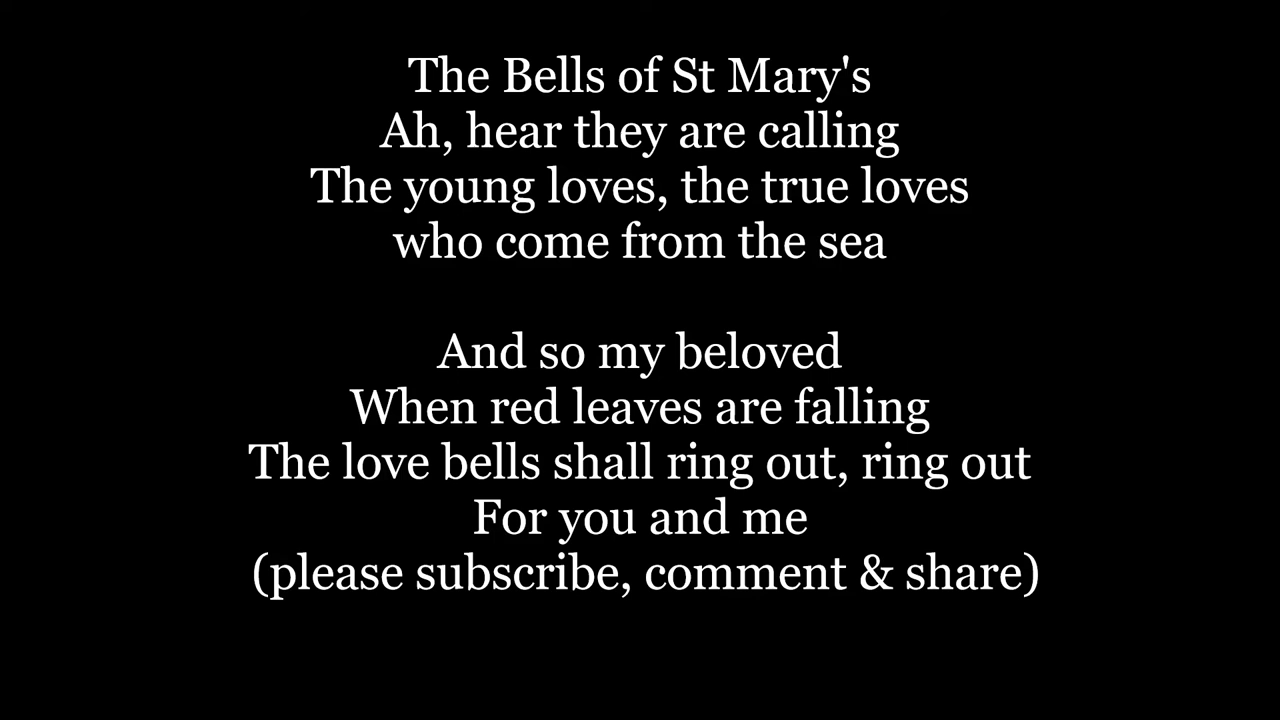 The Bells of St Mary's
Ah, hear they are calling
The young loves, the true loves
who come from the sea
And so my beloved
When red leaves are falling
The love bells shall ring out, ring out
For you and me
(please subscribe, comment & share)